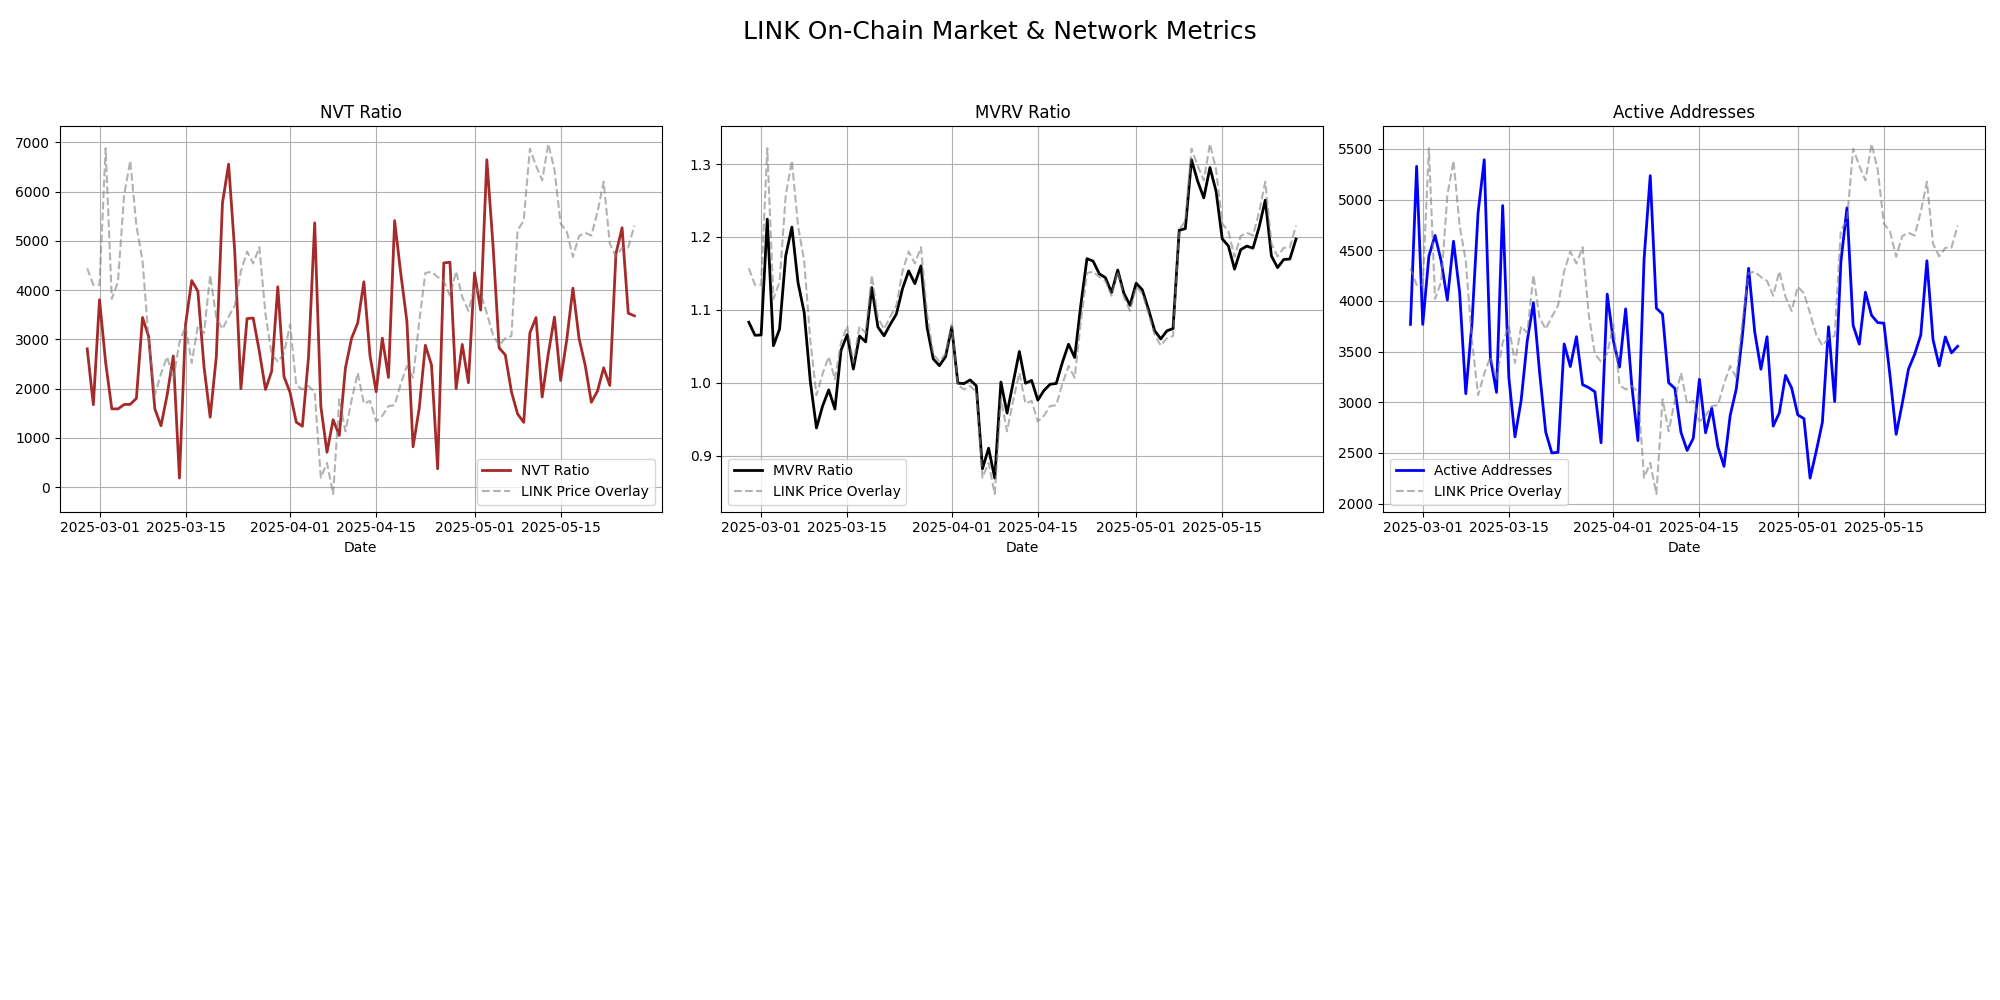 LINK On-Chain Market & Network Metrics
NVT Ratio
7000
6000
5000
4000
3000
2000
1000
0
NVT Ratio
LINK Price Overlay
2025-03-01 2025-03-15 2025-04-01 2025-04-15 2025-05-01 2025-05-15
Date
MVRV Ratio
1.3
1.2
1.1
1.0
0.9
MVRV Ratio
LINK Price Overlay
2025-03-01 2025-03-15 2025-04-01 2025-04-15 2025-05-01 2025-05-15
Date
Active Addresses
5500
5000
4500
4000
3500
3000
2500
2000
Active Addresses
LINK Price Overlay
2025-03-01 2025-03-15 2025-04-01 2025-04-15 2025-05-01 2025-05-15
Date